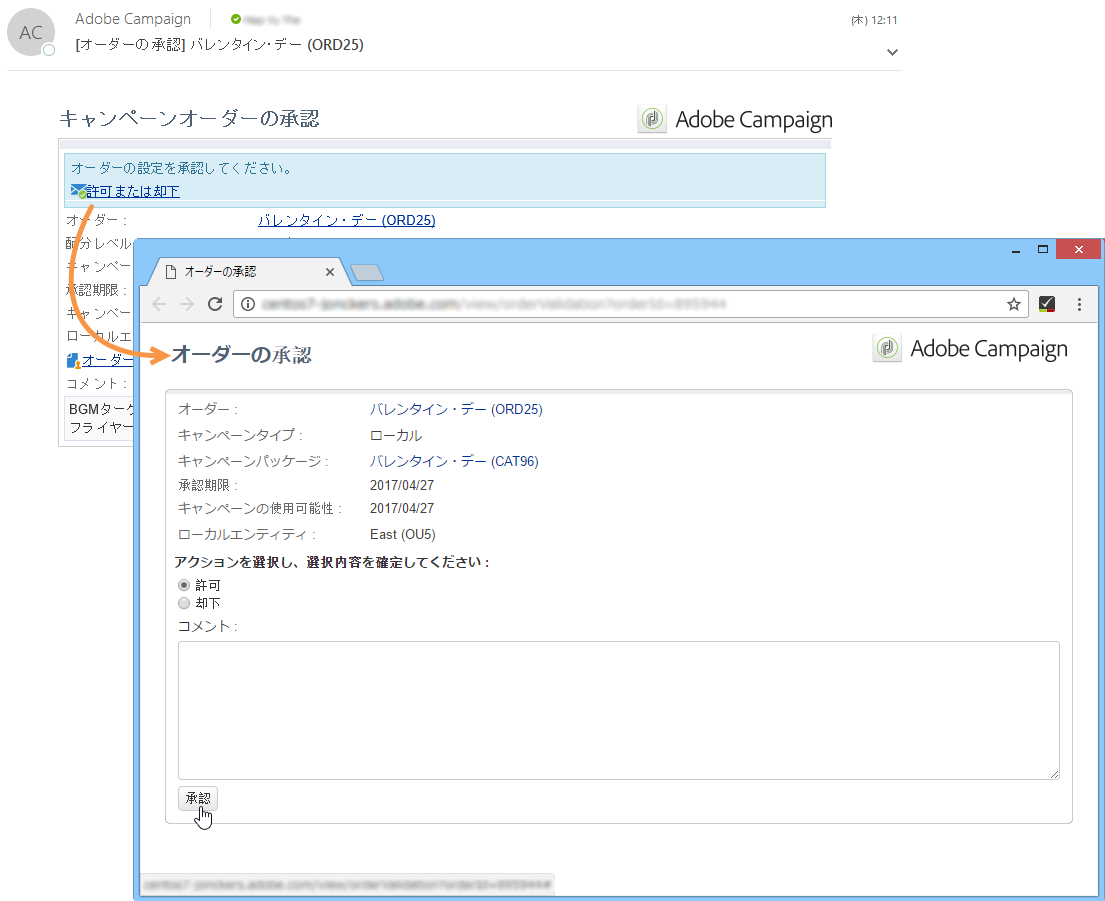 AC
Adobe Campaign
(木) 12:11
[オーダーの承認] バレンタイン・デー (ORD25)
キャンペーンオーダーの承認
Adobe Campaign
オーダーの設定を承認してください。
許可または却下
オーダー :
バレンタイン・デー (ORD25)
配分レベル
キャンペー
承認期限 :
キャンペー
ローカルエ
オーダー
コメント :
BGMターゲ
フライヤー
オーダーの承認
オーダーの承認
Adobe Campaign
オーダー :
バレンタイン・デー (ORD25)
キャンペーンタイプ :
ローカル
キャンペーンパッケージ :
バレンタイン・デー (CAT96)
承認期限 :
2017/04/27
キャンペーンの使用可能性 :
2017/04/27
ローカルエンティティ :
East (OU5)
アクションを選択し、選択内容を確定してください :
許可
却下
コメント :
承認